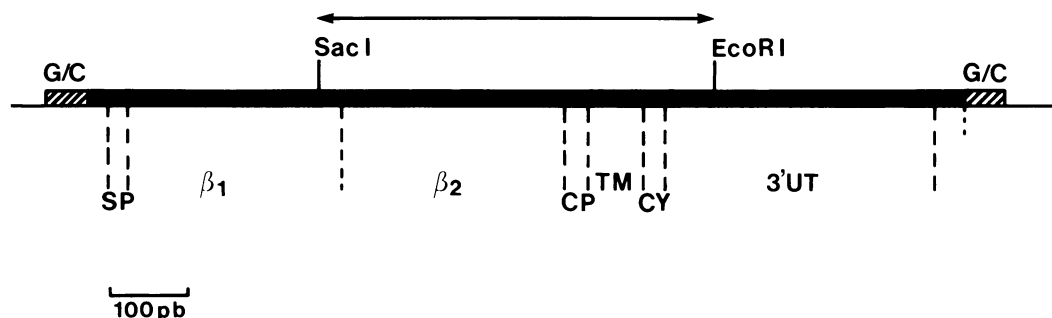 SacI
EcoRI
G/C
G/C
SP
β1
β2
CP
TM
CY
3'UT
100pb